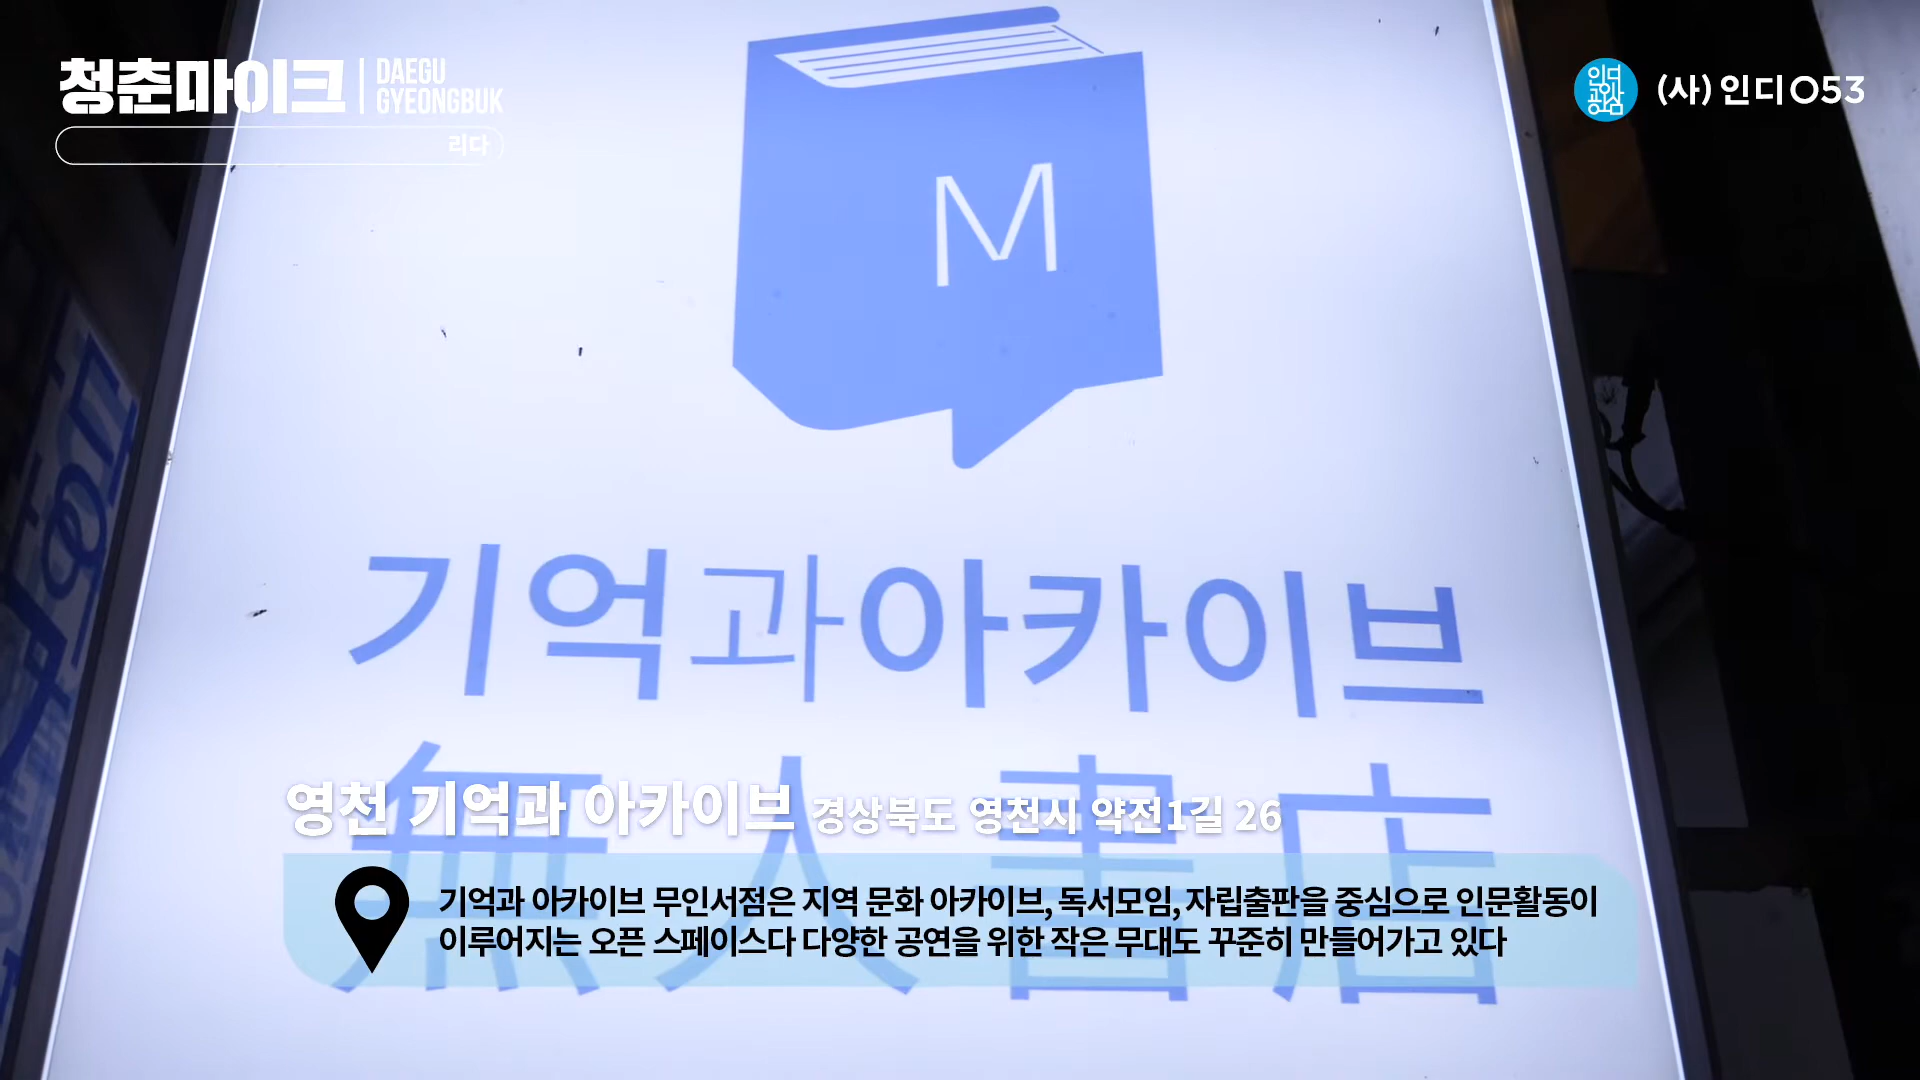 청춘마이크
DAEGU
GYEONGBUK
리다
인디
공삼
(사)인디053
M
기억과아카이브
無人書店
영천 기억과 아카이브 경상북도 영천시 약전1길 26
기억과 아카이브 무인서점은 지역 문화 아카이브, 독서모임, 자립출판을 중심으로 인문활동이
이루어지는 오픈 스페이스다 다양한 공연을 위한 작은 무대도 꾸준히 만들어가고 있다